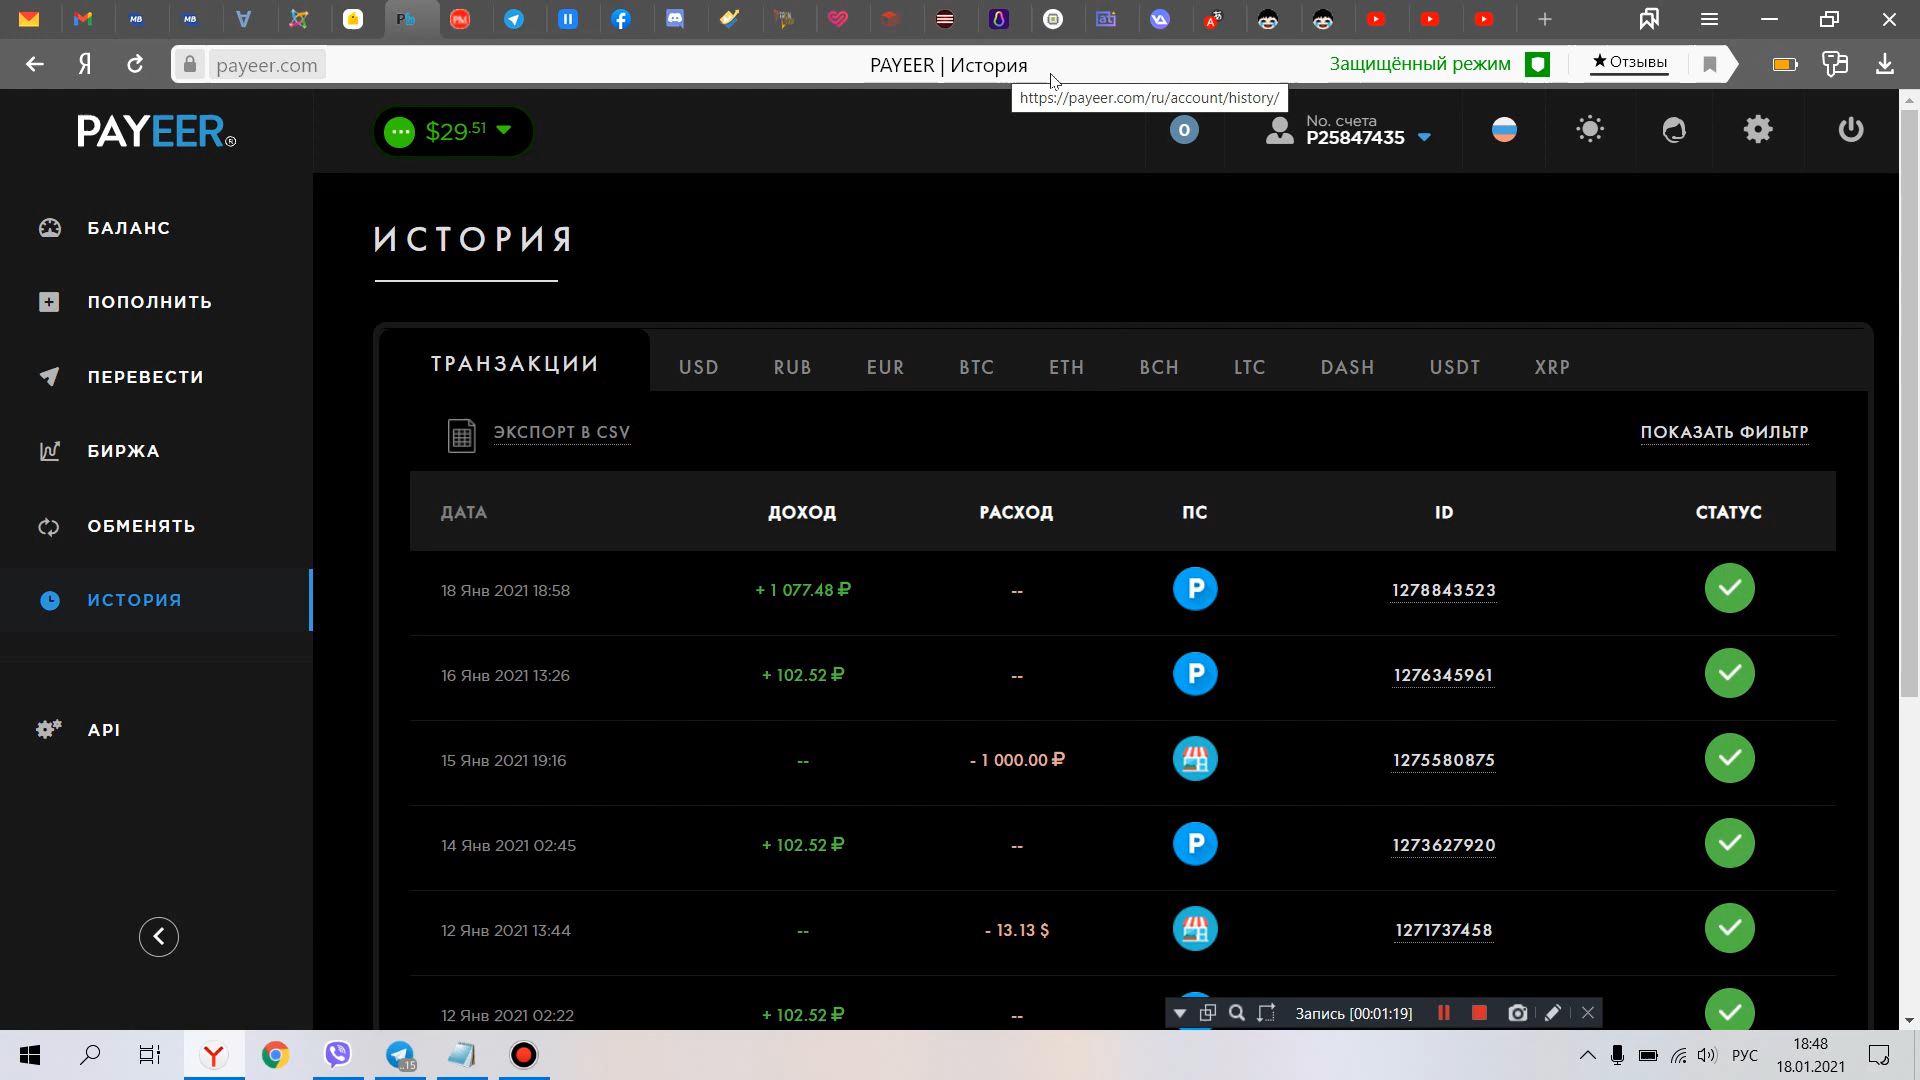 payeer.com
PAYEER | История
Защищённый режим
★ Отзывы
https://payeer.com/ru/account/history/
PAYEER®
$29.51
0
No. счета
P25847435
БАЛАНС
ПОПОЛНИТЬ
ПЕРЕВЕСТИ
БИРЖА
ОБМЕНЯТЬ
ИСТОРИЯ
API
ИСТОРИЯ
ТРАНЗАКЦИИ USD RUB EUR BTC ETH BCH LTC DASH USDT XRP
ЭКСПОРТ В CSV
ПОКАЗАТЬ ФИЛЬТР
ДАТА ДОХОД РАСХОД ПС ID СТАТУС
18 Янв 2021 18:58 + 1 077.48 ₽ -- P 1278843523
16 Янв 2021 13:26 + 102.52 ₽ -- P 1276345961
15 Янв 2021 19:16 -- - 1 000.00 ₽ 1275580875
14 Янв 2021 02:45 + 102.52 ₽ -- P 1273627920
12 Янв 2021 13:44 -- - 13.13 $ 1271737458
12 Янв 2021 02:22 + 102.52 ₽ --
Запись [00:01:19]
РУС
18:48
18.01.2021